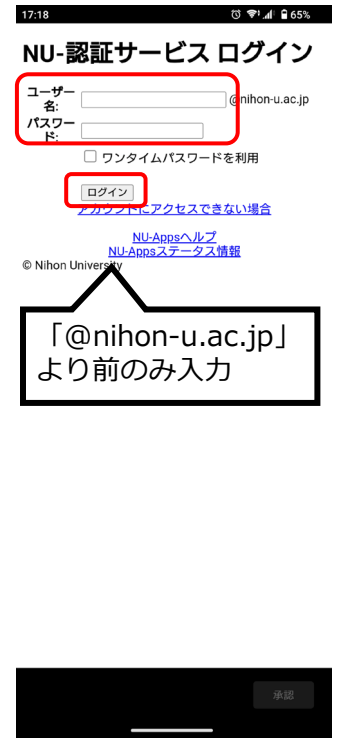 17:18 65%
NU-認証サービス ログイン
ユーザー名: @nihon-u.ac.jp
パスワード:
ワンタイムパスワードを利用
ログイン
アカウントにアクセスできない場合
NU-Appsヘルプ
NU-Appsステータス情報
© Nihon University
「@nihon-u.ac.jp」
より前のみ入力
承認